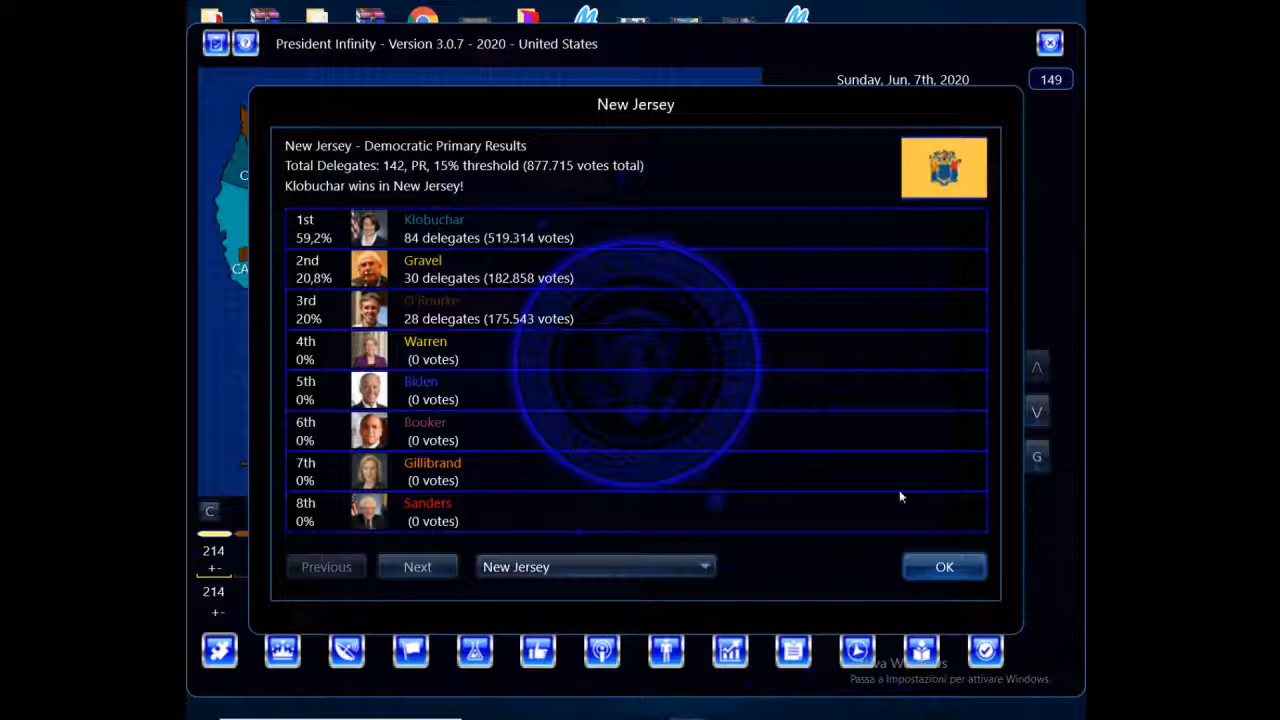 President Infinity - Version 3.0.7 - 2020 - United States
Sunday, Jun. 7th, 2020
149
New Jersey
New Jersey - Democratic Primary Results
Total Delegates: 142, PR, 15% threshold (877.715 votes total)
Klobuchar wins in New Jersey!
1st
Klobuchar
59,2%
84 delegates (519.314 votes)
2nd
Gravel
20,8%
30 delegates (182.858 votes)
3rd
O'Rourke
20%
28 delegates (175.543 votes)
4th
Warren
0%
(0 votes)
5th
Biden
0%
(0 votes)
6th
Booker
0%
(0 votes)
7th
Gillibrand
0%
(0 votes)
8th
Sanders
0%
(0 votes)
C
CA
Λ
V
G
C
214
+-
214
+-
Previous
Next
New Jersey
OK
Passa a Impostazioni per attivare Windows.